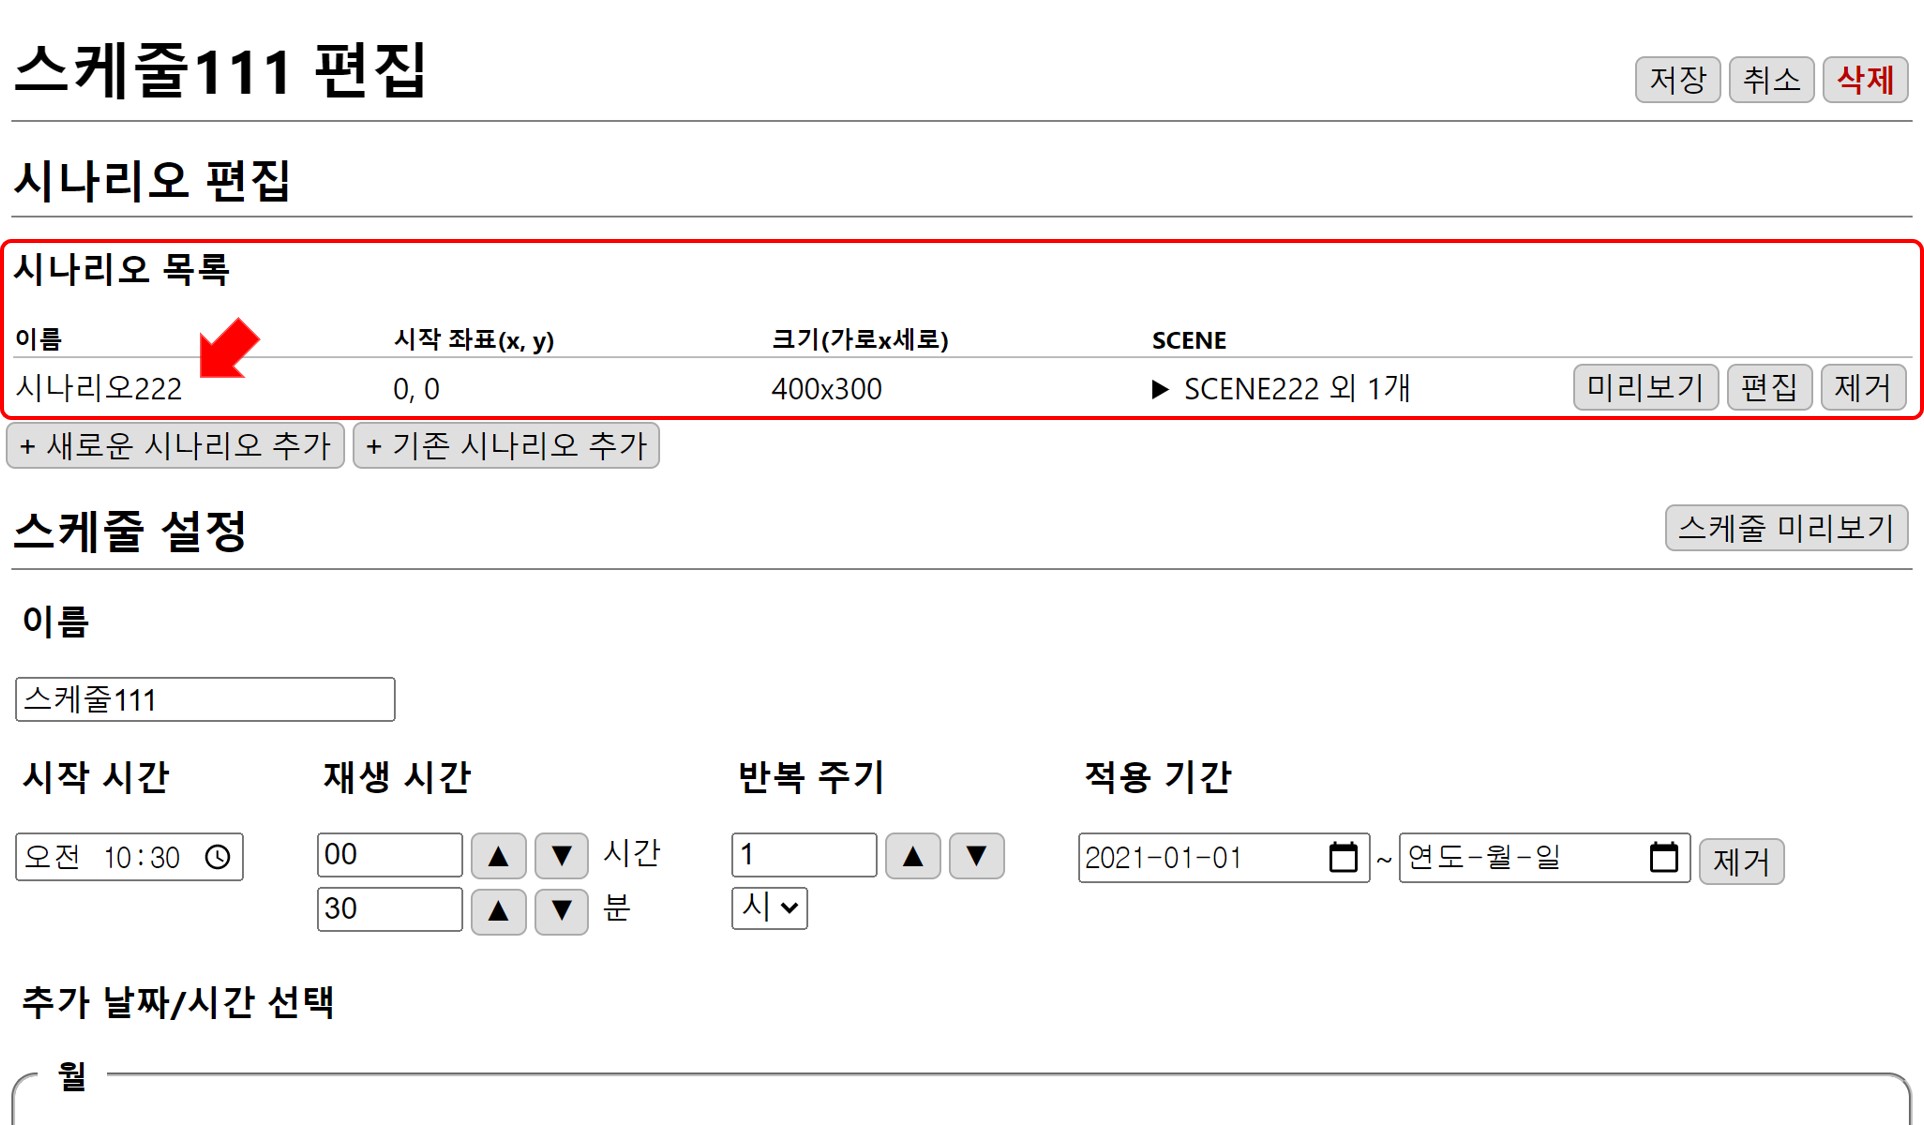 스케줄111 편집
저장 취소 삭제
시나리오 편집
시나리오 목록
이름 시작 좌표(x, y) 크기(가로x세로) SCENE
시나리오222 0, 0 400x300 ▶ SCENE222 외 1개 미리보기 편집 제거
+ 새로운 시나리오 추가 + 기존 시나리오 추가
스케줄 설정 스케줄 미리보기
이름
스케줄111
시작 시간 재생 시간 반복 주기 적용 기간
오전 10:30 00 ▲ ▼ 시간 1 ▲ ▼ 2021-01-01 ~ 연도-월-일 제거
30 ▲ ▼ 분 시
추가 날짜/시간 선택
월